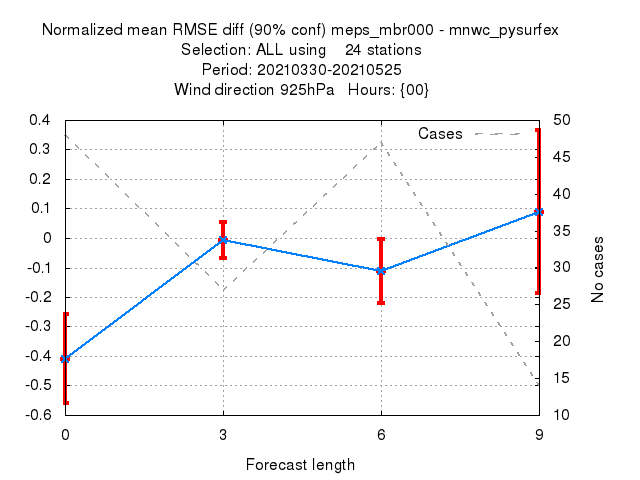 Normalized mean RMSE diff (90% conf) meps_mbr000 - mnwc_pysurfex
Selection: ALL using 24 stations
Period: 20210330-20210525
Wind direction 925hPa Hours: {00}
Cases
0.4
0.3
0.2
0.1
0
-0.1
-0.2
-0.3
-0.4
-0.5
-0.6
50
45
40
35
30
25
20
15
10
No cases
0 3 6 9
Forecast length